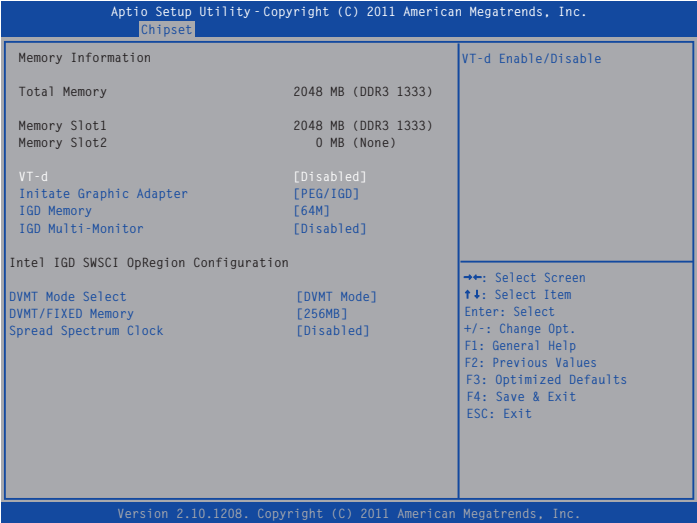 Aptio Setup Utility - Copyright (C) 2011 American Megatrends, Inc.
Chipset
Memory Information
Total Memory 2048 MB (DDR3 1333)
Memory Slot1 2048 MB (DDR3 1333)
Memory Slot2 0 MB (None)
VT-d [Disabled]
Initate Graphic Adapter [PEG/IGD]
IGD Memory [64M]
IGD Multi-Monitor [Disabled]
Intel IGD SWSCI OpRegion Configuration
DVMT Mode Select [DVMT Mode]
DVMT/FIXED Memory [256MB]
Spread Spectrum Clock [Disabled]
VT-d Enable/Disable
→←: Select Screen
↑↓: Select Item
Enter: Select
+/-: Change Opt.
F1: General Help
F2: Previous Values
F3: Optimized Defaults
F4: Save & Exit
ESC: Exit
Version 2.10.1208. Copyright (C) 2011 American Megatrends, Inc.